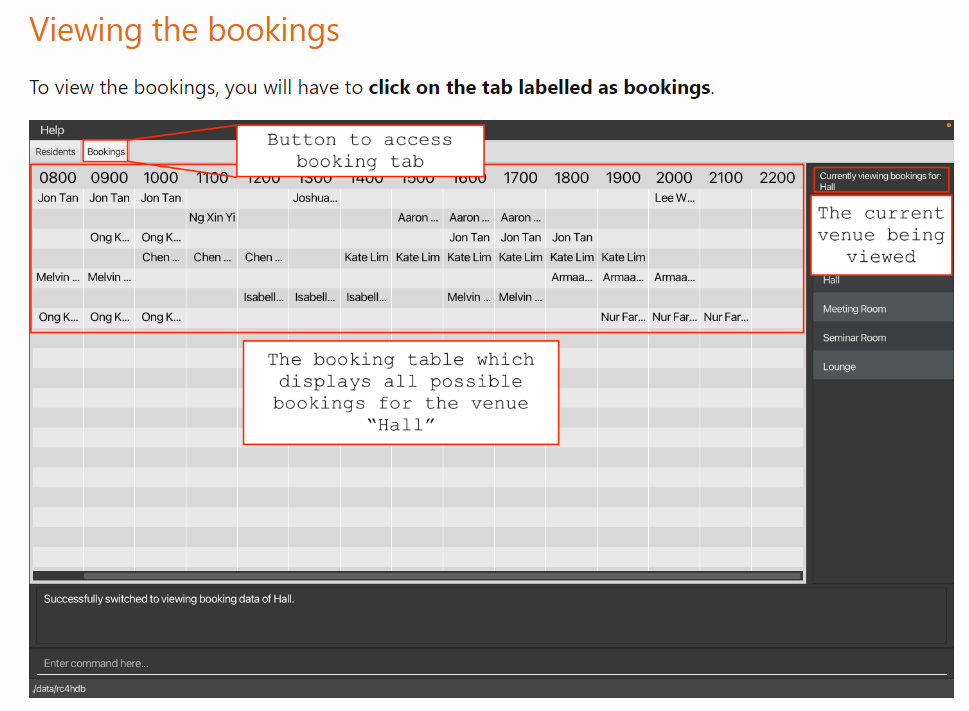 Viewing the bookings
To view the bookings, you will have to click on the tab labelled as bookings.
Help
Residents Bookings
Button to access
booking tab
0800 0900 1000 1100 1200 1300 1400 1500 1600 1700 1800 1900 2000 2100 2200
Jon Tan Jon Tan Jon Tan Joshua... Lee W...
Ng Xin Yi Aaron ... Aaron ... Aaron ...
Ong K... Ong K... Jon Tan Jon Tan Jon Tan
Chen ... Chen ... Chen ... Kate Lim Kate Lim Kate Lim Kate Lim Kate Lim Kate Lim
Melvin ... Melvin ... Armaa... Armaa... Armaa...
Isabell... Isabell... Isabell... Melvin ... Melvin ...
Ong K... Ong K... Ong K... Nur Far... Nur Far... Nur Far...
The booking table which
displays all possible
bookings for the venue
“Hall”
Currently viewing bookings for:
Hall
The current
venue being
viewed
Hall
Meeting Room
Seminar Room
Lounge
Successfully switched to viewing booking data of Hall.
Enter command here...
./data/rc4hdb